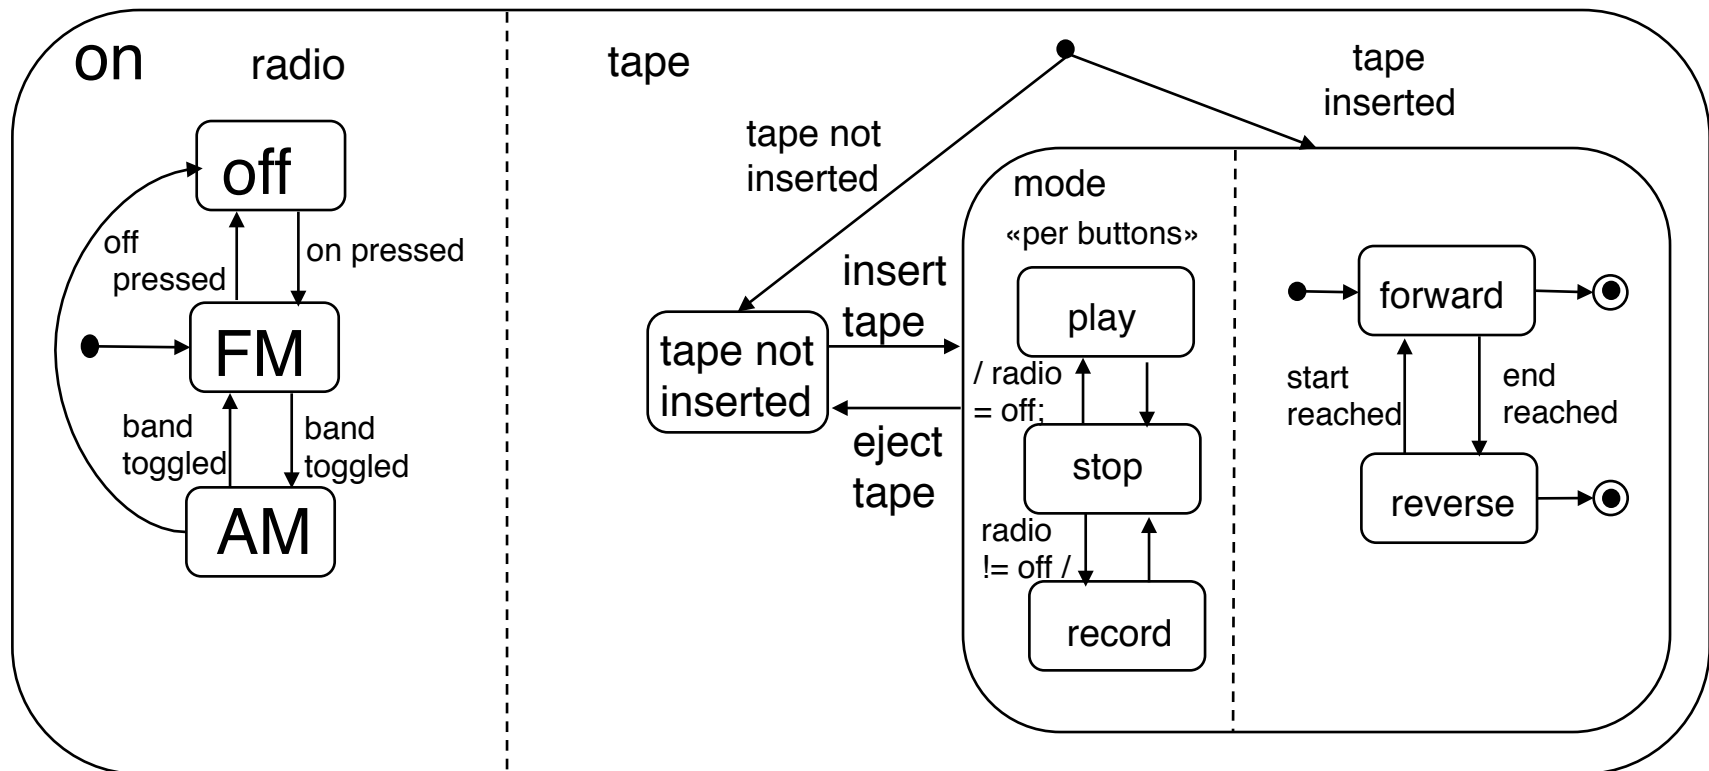 on
radio
off
off
pressed
on pressed
FM
band
toggled
band
toggled
AM
tape
tape not
inserted
tape
inserted
tape not
inserted
insert
tape
eject
tape
mode
«per buttons»
play
/ radio
= off;
stop
radio
!= off /
record
forward
start
reached
end
reached
reverse